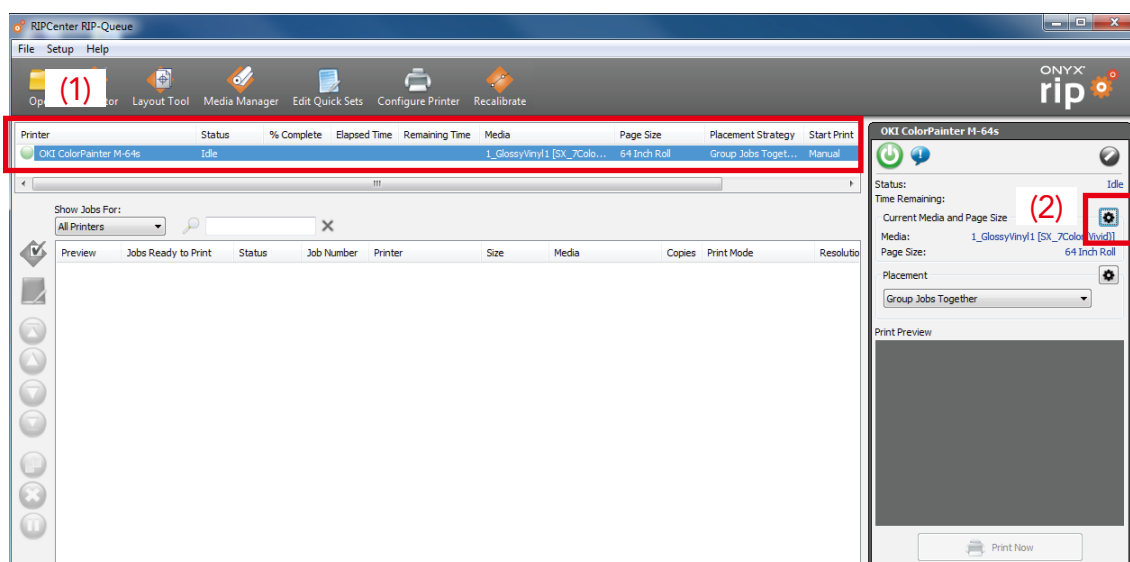 RIPCenter RIP-Queue
File Setup Help
(1)
Layout Tool Media Manager Edit Quick Sets Configure Printer Recalibrate
ONYX
rip
Printer Status % Complete Elapsed Time Remaining Time Media Page Size Placement Strategy Start Print
OKI ColorPainter M-64s Idle 1_GlossyVinyl1 [SX_7Colo... 64 Inch Roll Group Jobs Toget... Manual
Show Jobs For:
All Printers
Preview Jobs Ready to Print Status Job Number Printer Size Media Copies Print Mode Resolutio
OKI ColorPainter M-64s
Status: Idle
Time Remaining:
(2)
Current Media and Page Size
Media: 1_GlossyVinyl1 [SX_7Color Vivid)]
Page Size: 64 Inch Roll
Placement
Group Jobs Together
Print Preview
Print Now